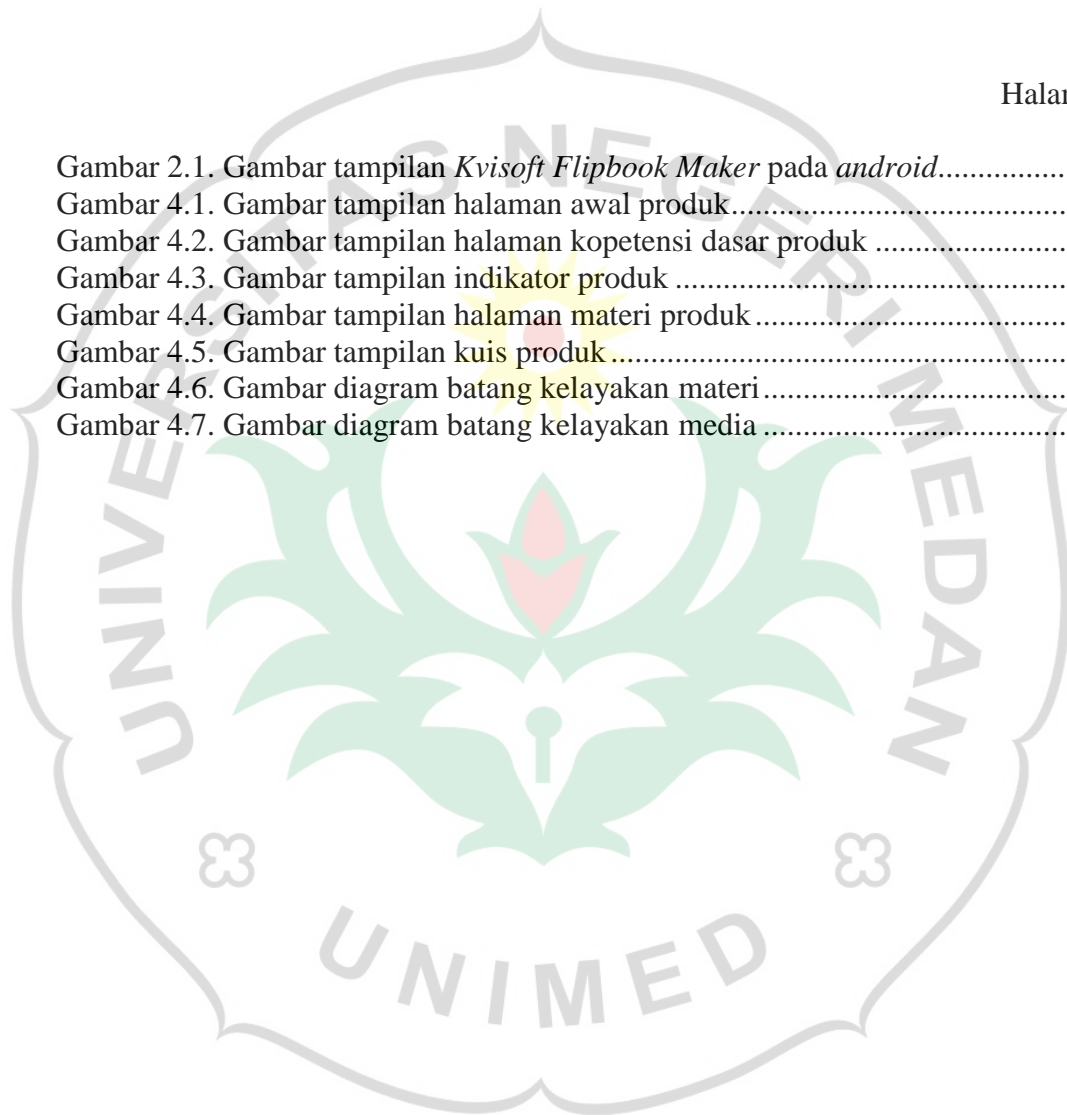 Halar
Gambar 2.1. Gambar tampilan Kvisoft Flipbook Maker pada android.................
Gambar 4.1. Gambar tampilan halaman awal produk.............................................
Gambar 4.2. Gambar tampilan halaman kopetensi dasar produk ..........................
Gambar 4.3. Gambar tampilan indikator produk ....................................................
Gambar 4.4. Gambar tampilan halaman materi produk..........................................
Gambar 4.5. Gambar tampilan kuis produk............................................................
Gambar 4.6. Gambar diagram batang kelayakan materi.........................................
Gambar 4.7. Gambar diagram batang kelayakan media .........................................
UNIVERSITAS NEGERI MEDAN
UNIMED